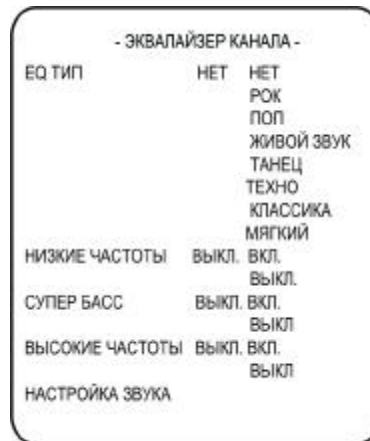 - ЭКВАЛАЙЗЕР КАНАЛА -
EQ ТИП НЕТ НЕТ
РОК
ПОП
ЖИВОЙ ЗВУК
ТАНЕЦ
ТЕХНО
КЛАССИКА
МЯГКИЙ
НИЗКИЕ ЧАСТОТЫ ВЫКЛ. ВКЛ.
ВЫКЛ.
СУПЕР БАСС ВЫКЛ. ВКЛ.
ВЫКЛ
ВЫСОКИЕ ЧАСТОТЫ ВЫКЛ. ВКЛ.
ВЫКЛ
НАСТРОЙКА ЗВУКА